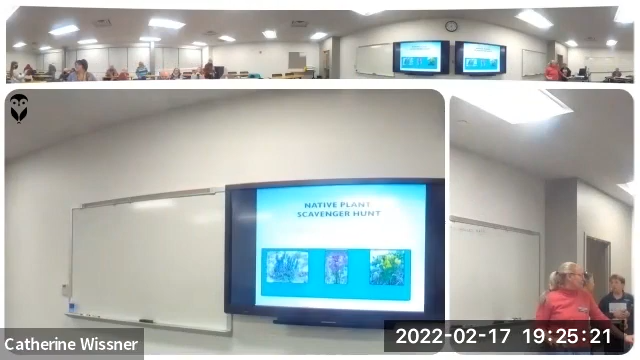 NATIVE PLANT
SCAVENGER HUNT
Catherine Wissner
2022-02-17 19:25:21